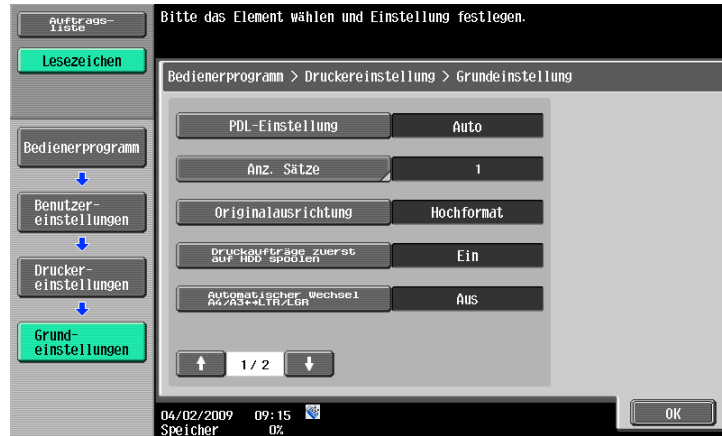 Auftrags-
liste
Bitte das Element wählen und Einstellung festlegen.
Lesezeichen
Bedienerprogramm > Druckereinstellung > Grundeinstellung
PDL-Einstellung
Auto
Bedienerprogramm
Anz. Sätze
1
Benutzer-
einstellungen
Originalausrichtung
Hochformat
Druckaufträge zuerst
auf HDD spoolen
Ein
Drucker-
einstellungen
Automatischer Wechsel
A4/A3↔LTR/LGR
Aus
Grund-
einstellungen
1/2
04/02/2009 09:15
Speicher 0%
OK